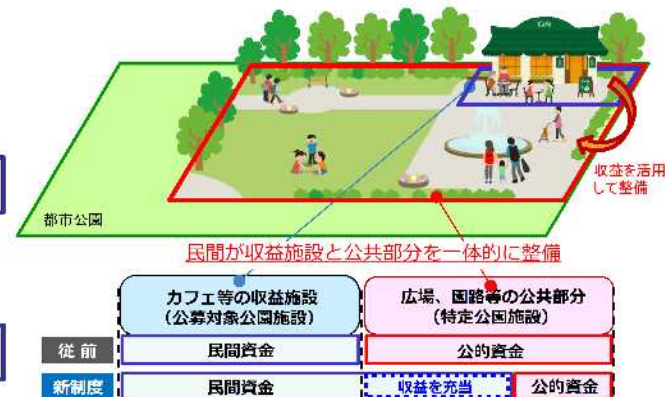 Cafe
収益を活用
して整備
都市公園
民間が収益施設と公共部分を一体的に整備
カフェ等の収益施設
(公募対象公園施設)
広場、園路等の公共部分
(特定公園施設)
従前
民間資金
公的資金
新制度
民間資金
収益を充当
公的資金